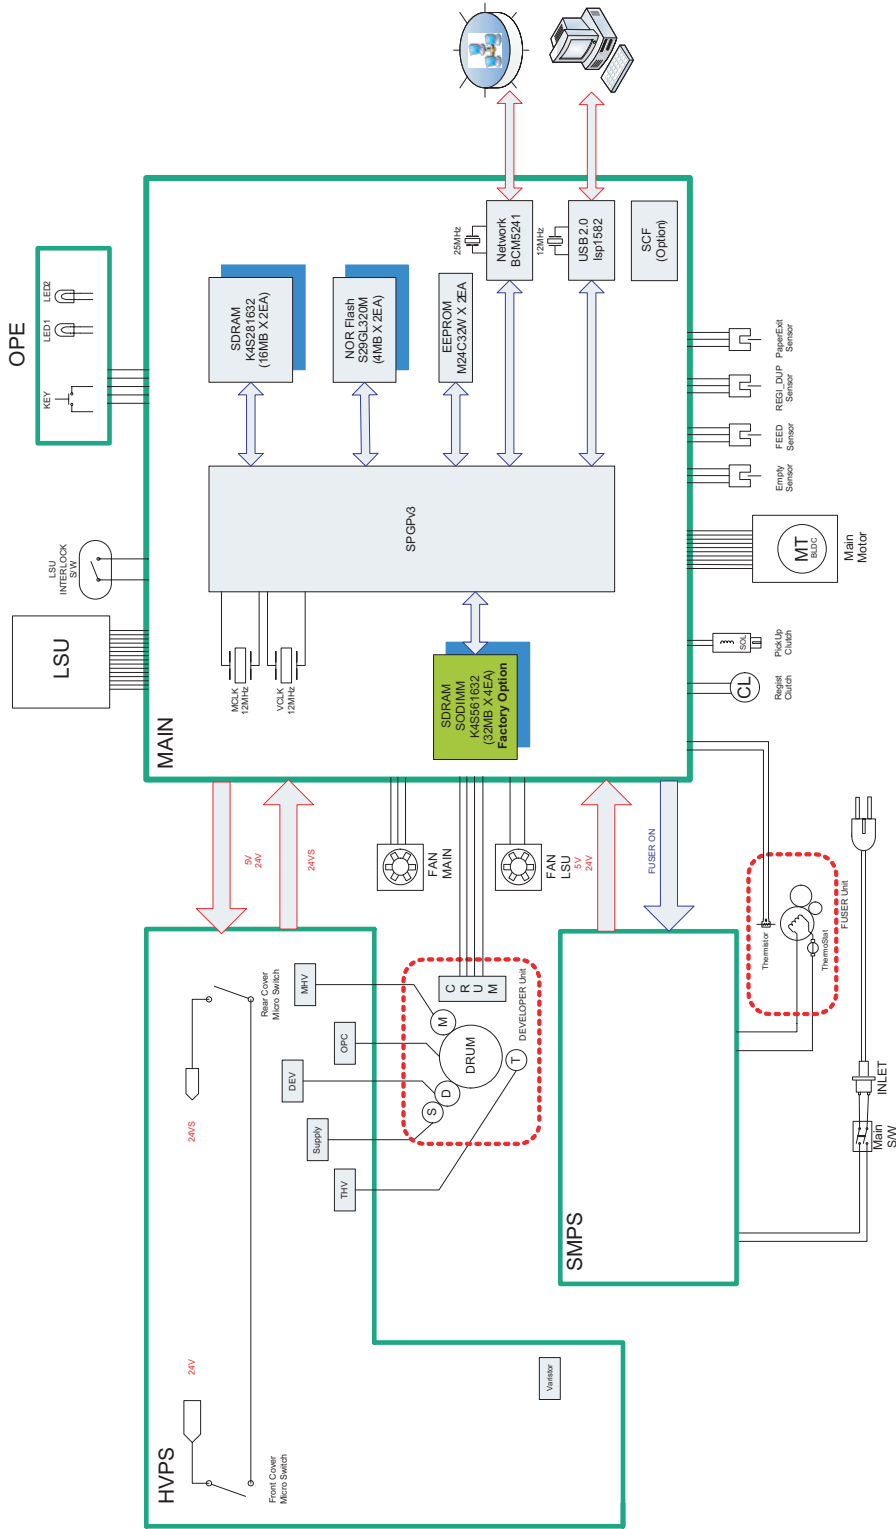 OPE
KEY
LED1
LED2
LSU
INTERLOCK
S/W
LSU
MAIN
MCLK
12MHz
VCLK
12MHz
SPGPv3
SDRAM
K4S281632
(16MB X 2EA)
NOR Flash
S29GL320M
(4MB X 2EA)
EEPROM
M24C32W X 2EA
25MHz
Network
BCM5241
12MHz
USB 2.0
Isp1582
SCF
(Option)
SDRAM
SODIMM
K4S561632
(32MB X 4EA)
Factory Option
PaperExit
Sensor
REGI_DUP
Sensor
FEED
Sensor
Empty
Sensor
MT
BLDC
Main
Motor
SOL
PickUp
Clutch
CL
Regist
Clutch
5V
24V
24VS
FAN
MAIN
FAN
LSU
5V
24V
FUSER ON
HVPS
Front Cover
Micro Switch
24V
24VS
Rear Cover
Micro Switch
MHV
OPC
DEV
Supply
THV
C
R
U
M
M
DRUM
D
S
T
DEVELOPER Unit
Varistor
SMPS
Thermistor
ThermoStat
FUSER Unit
INLET
Main
S/W